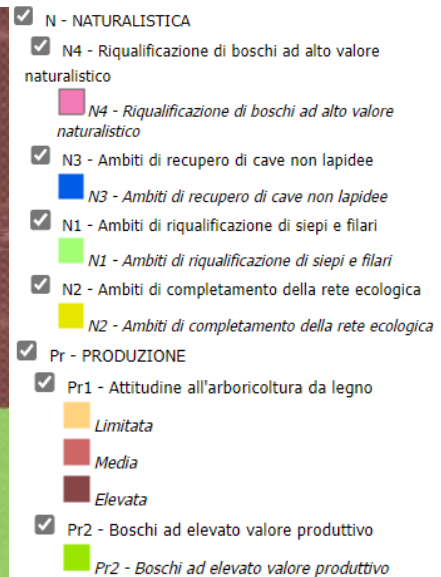 N - NATURALISTICA
N4 - Riqualificazione di boschi ad alto valore
naturalistico
N4 - Riqualificazione di boschi ad alto valore
naturalistico
N3 - Ambiti di recupero di cave non lapidee
N3 - Ambiti di recupero di cave non lapidee
N1 - Ambiti di riqualificazione di siepi e filari
N1 - Ambiti di riqualificazione di siepi e filari
N2 - Ambiti di completamento della rete ecologica
N2 - Ambiti di completamento della rete ecologica
Pr - PRODUZIONE
Pr1 - Attitudine all'arboricoltura da legno
Limitata
Media
Elevata
Pr2 - Boschi ad elevato valore produttivo
Pr2 - Boschi ad elevato valore produttivo